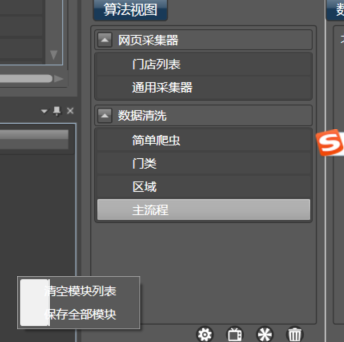 算法视图
网页采集器
门店列表
通用采集器
数据清洗
简单爬虫
门类
区域
主流程
清空模块列表
保存全部模块